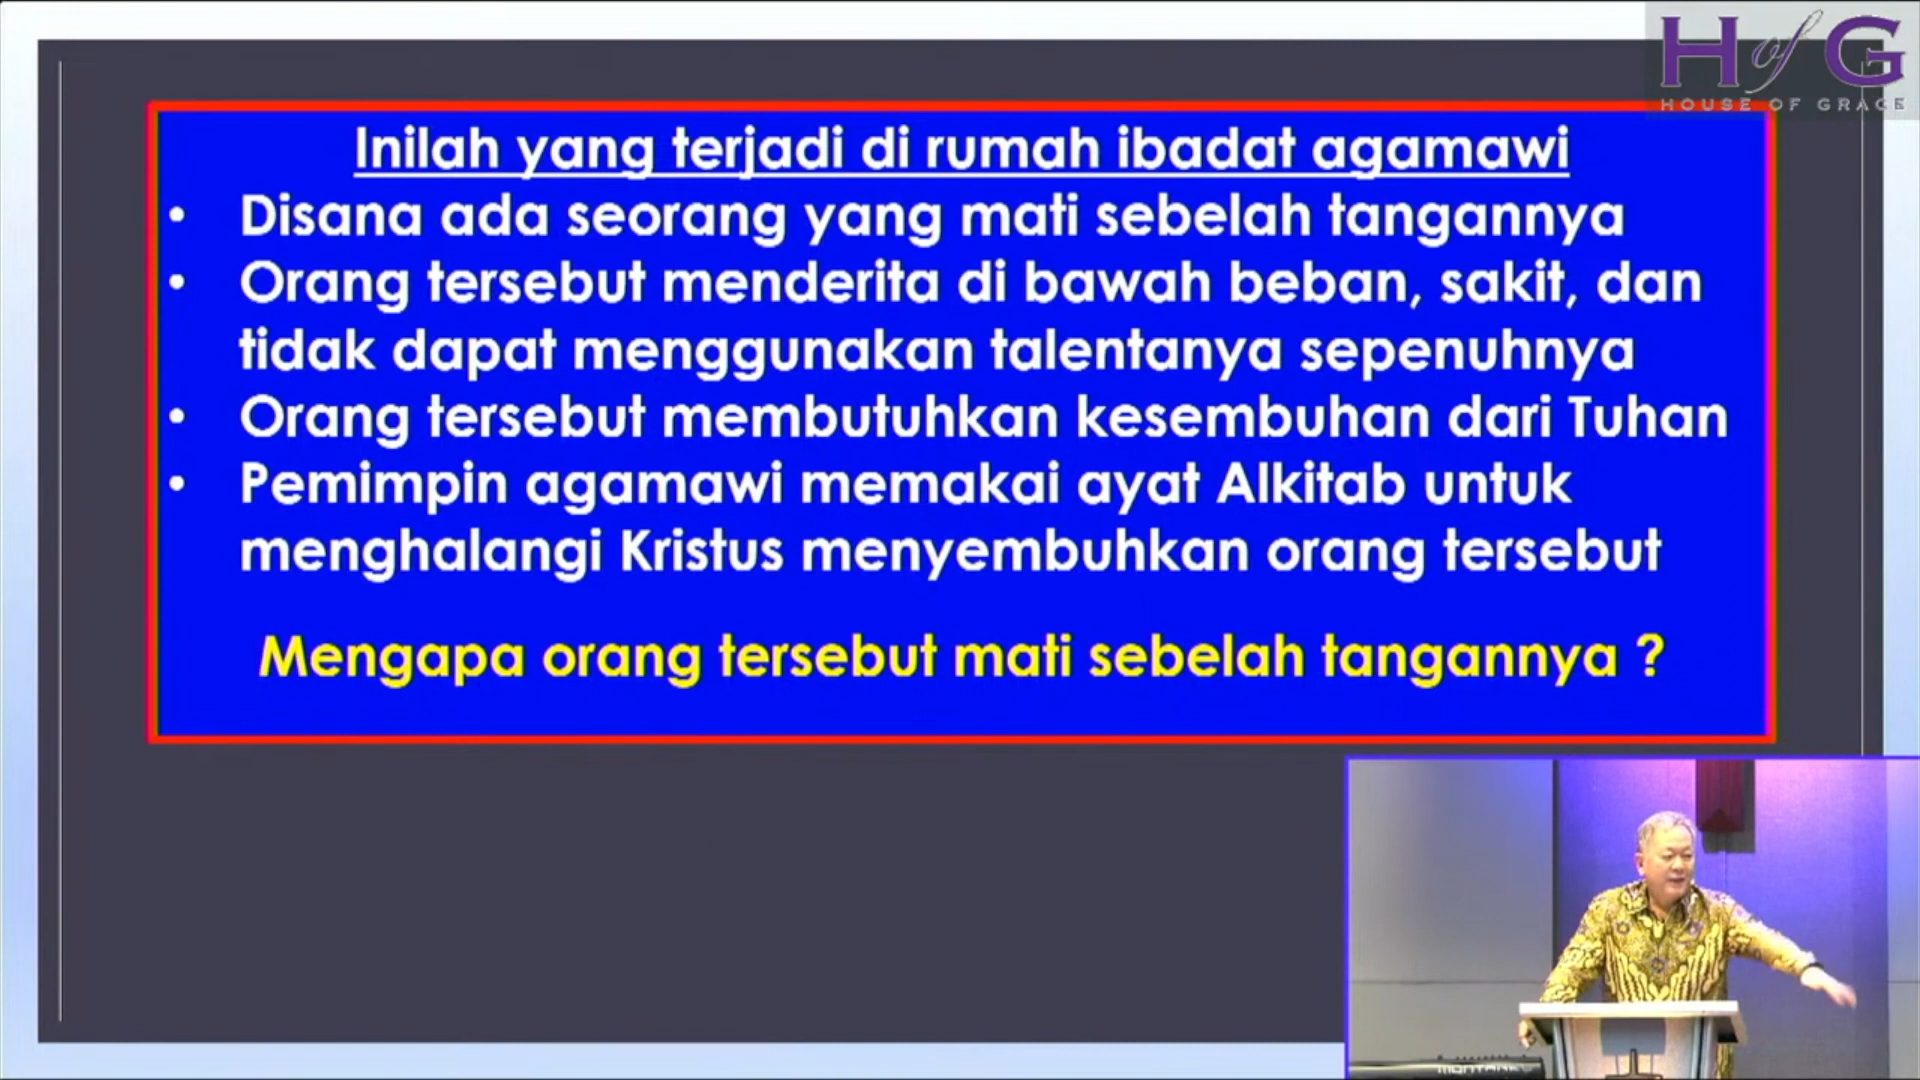 H of G
HOUSE OF GRACE
Inilah yang terjadi di rumah ibadat agamawi
• Disana ada seorang yang mati sebelah tangannya
• Orang tersebut menderita di bawah beban, sakit, dan
tidak dapat menggunakan talentanya sepenuhnya
• Orang tersebut membutuhkan kesembuhan dari Tuhan
• Pemimpin agamawi memakai ayat Alkitab untuk
menghalangi Kristus menyembuhkan orang tersebut
Mengapa orang tersebut mati sebelah tangannya ?